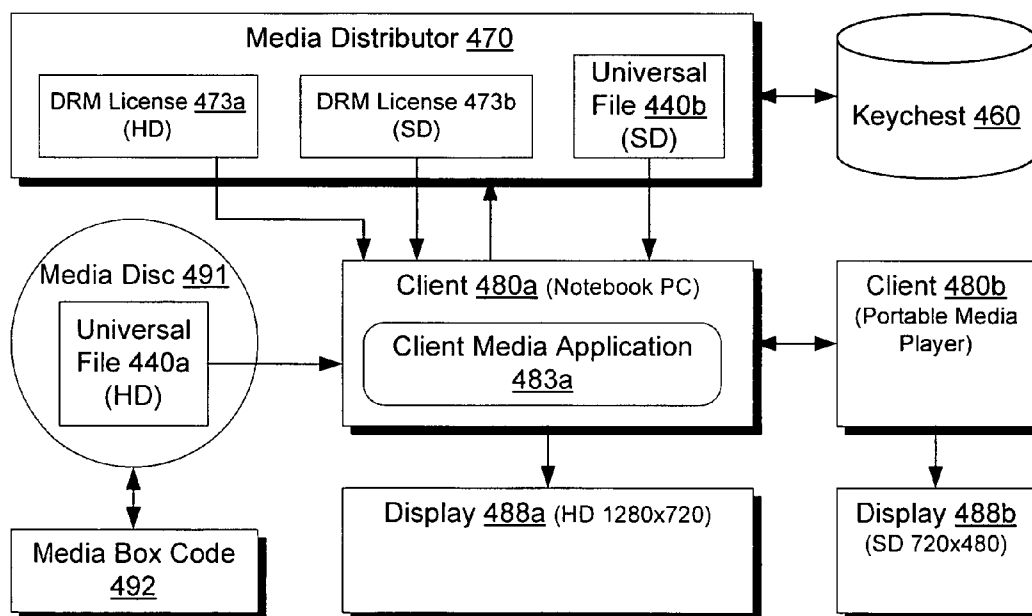 Media Distributor 470
DRM License 473a
(HD)
DRM License 473b
(SD)
Universal
File 440b
(SD)
Keychest 460
Media Disc 491
Universal
File 440a
(HD)
Client 480a (Notebook PC)
Client Media Application
483a
Client 480b
(Portable Media
Player)
Media Box Code
492
Display 488a (HD 1280x720)
Display 488b
(SD 720x480)